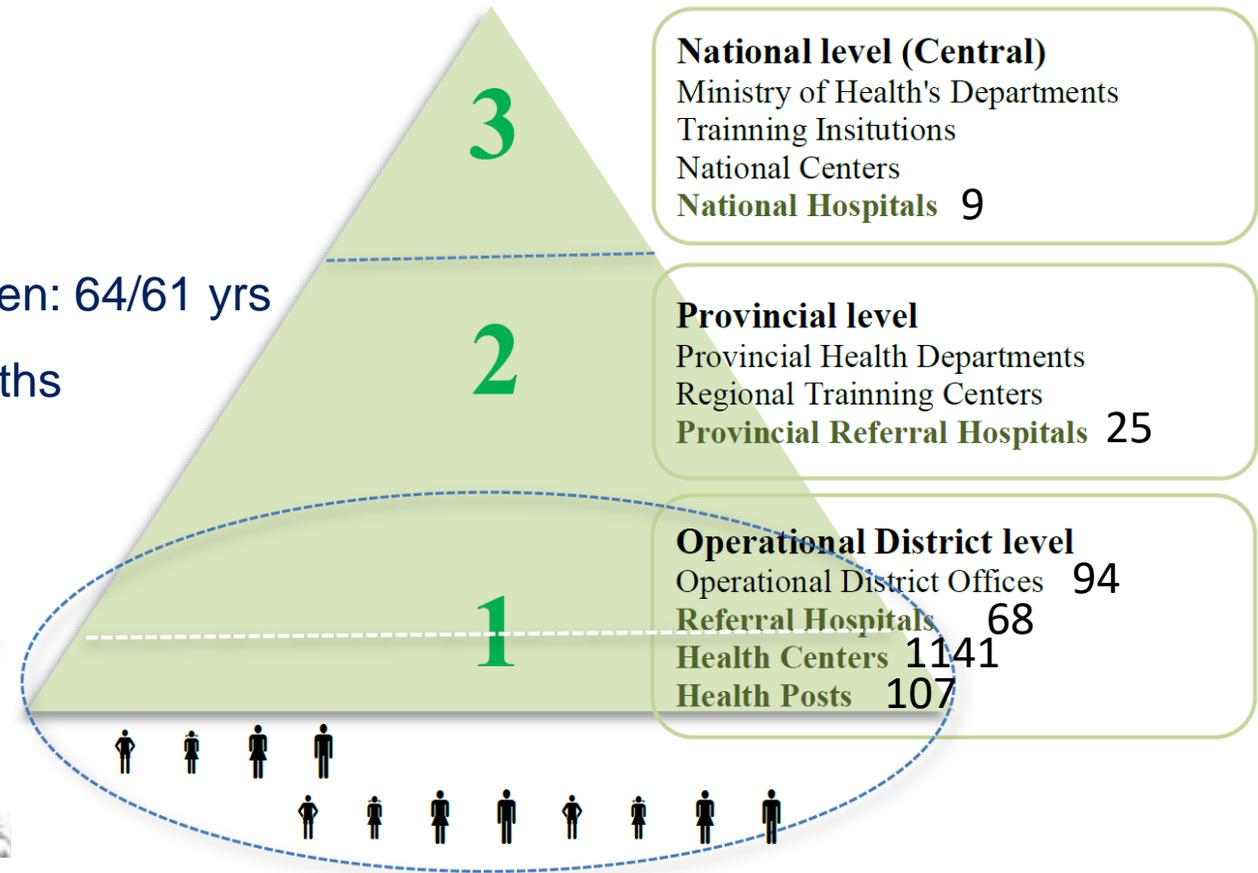 3
National level (Central)
Ministry of Health's Departments
Trainning Insitutions
National Centers
National Hospitals 9
en: 64/61 yrs
ths
2
Provincial level
Provincial Health Departments
Regional Trainning Centers
Provincial Referral Hospitals 25
1
Operational District level
Operational District Offices 94
Referral Hospitals 68
Health Centers 1141
Health Posts 107